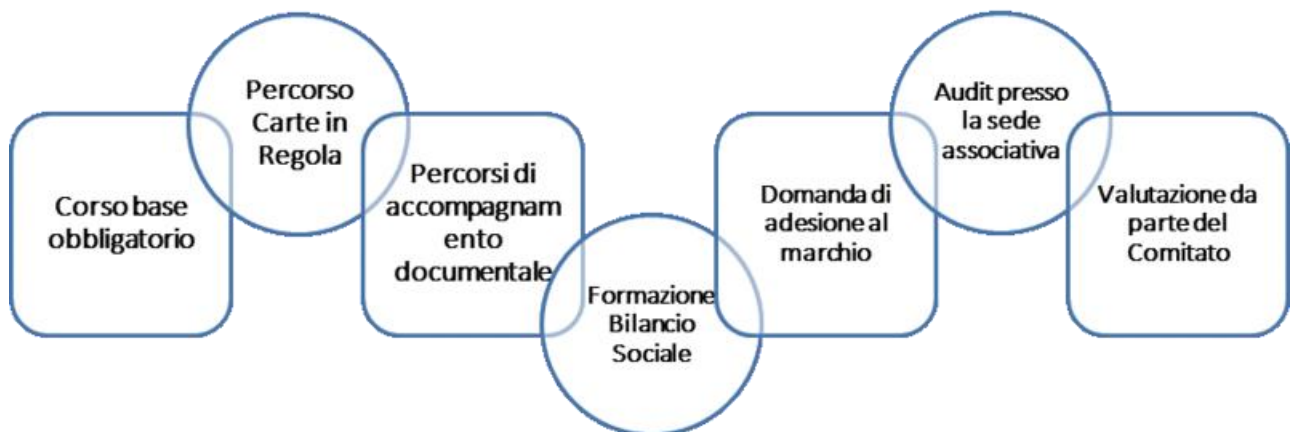 Corso base
obbligatorio
Percorso
Carte in
Regola
Percorsi di
accompagnam
ento
documentale
Formazione
Bilancio
Sociale
Domanda di
adesione al
marchio
Audit presso
la sede
associativa
Valutazione da
parte del
Comitato